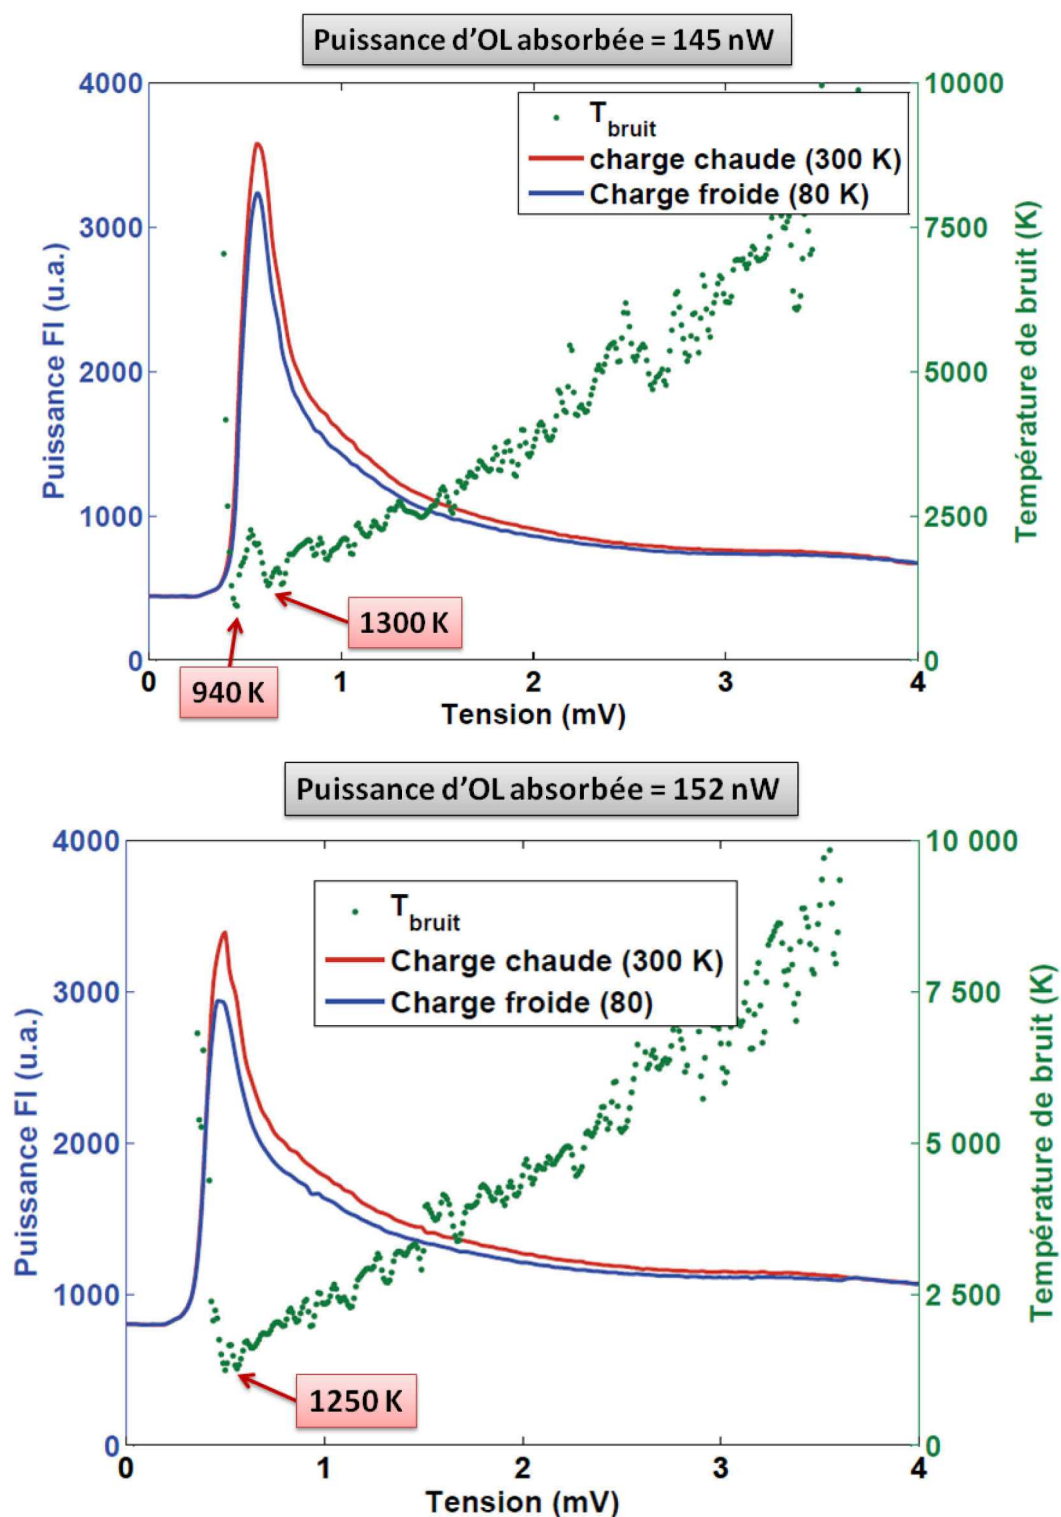 Puissance d'OL absorbée = 145 nW
4000
10000
T
bruit
charge chaude (300 K)
Charge froide (80 K)
3000
7500
2000
5000
1000
2500
0
0
Puissance FI (u.a.)
Température de bruit (K)
1300 K
940 K
0 1 2 3 4
Tension (mV)
Puissance d'OL absorbée = 152 nW
4000
10 000
T
bruit
Charge chaude (300 K)
Charge froide (80)
3000
7 500
2000
5 000
1000
2 500
0
0
Puissance FI (u.a.)
Température de bruit (K)
1250 K
0 1 2 3 4
Tension (mV)